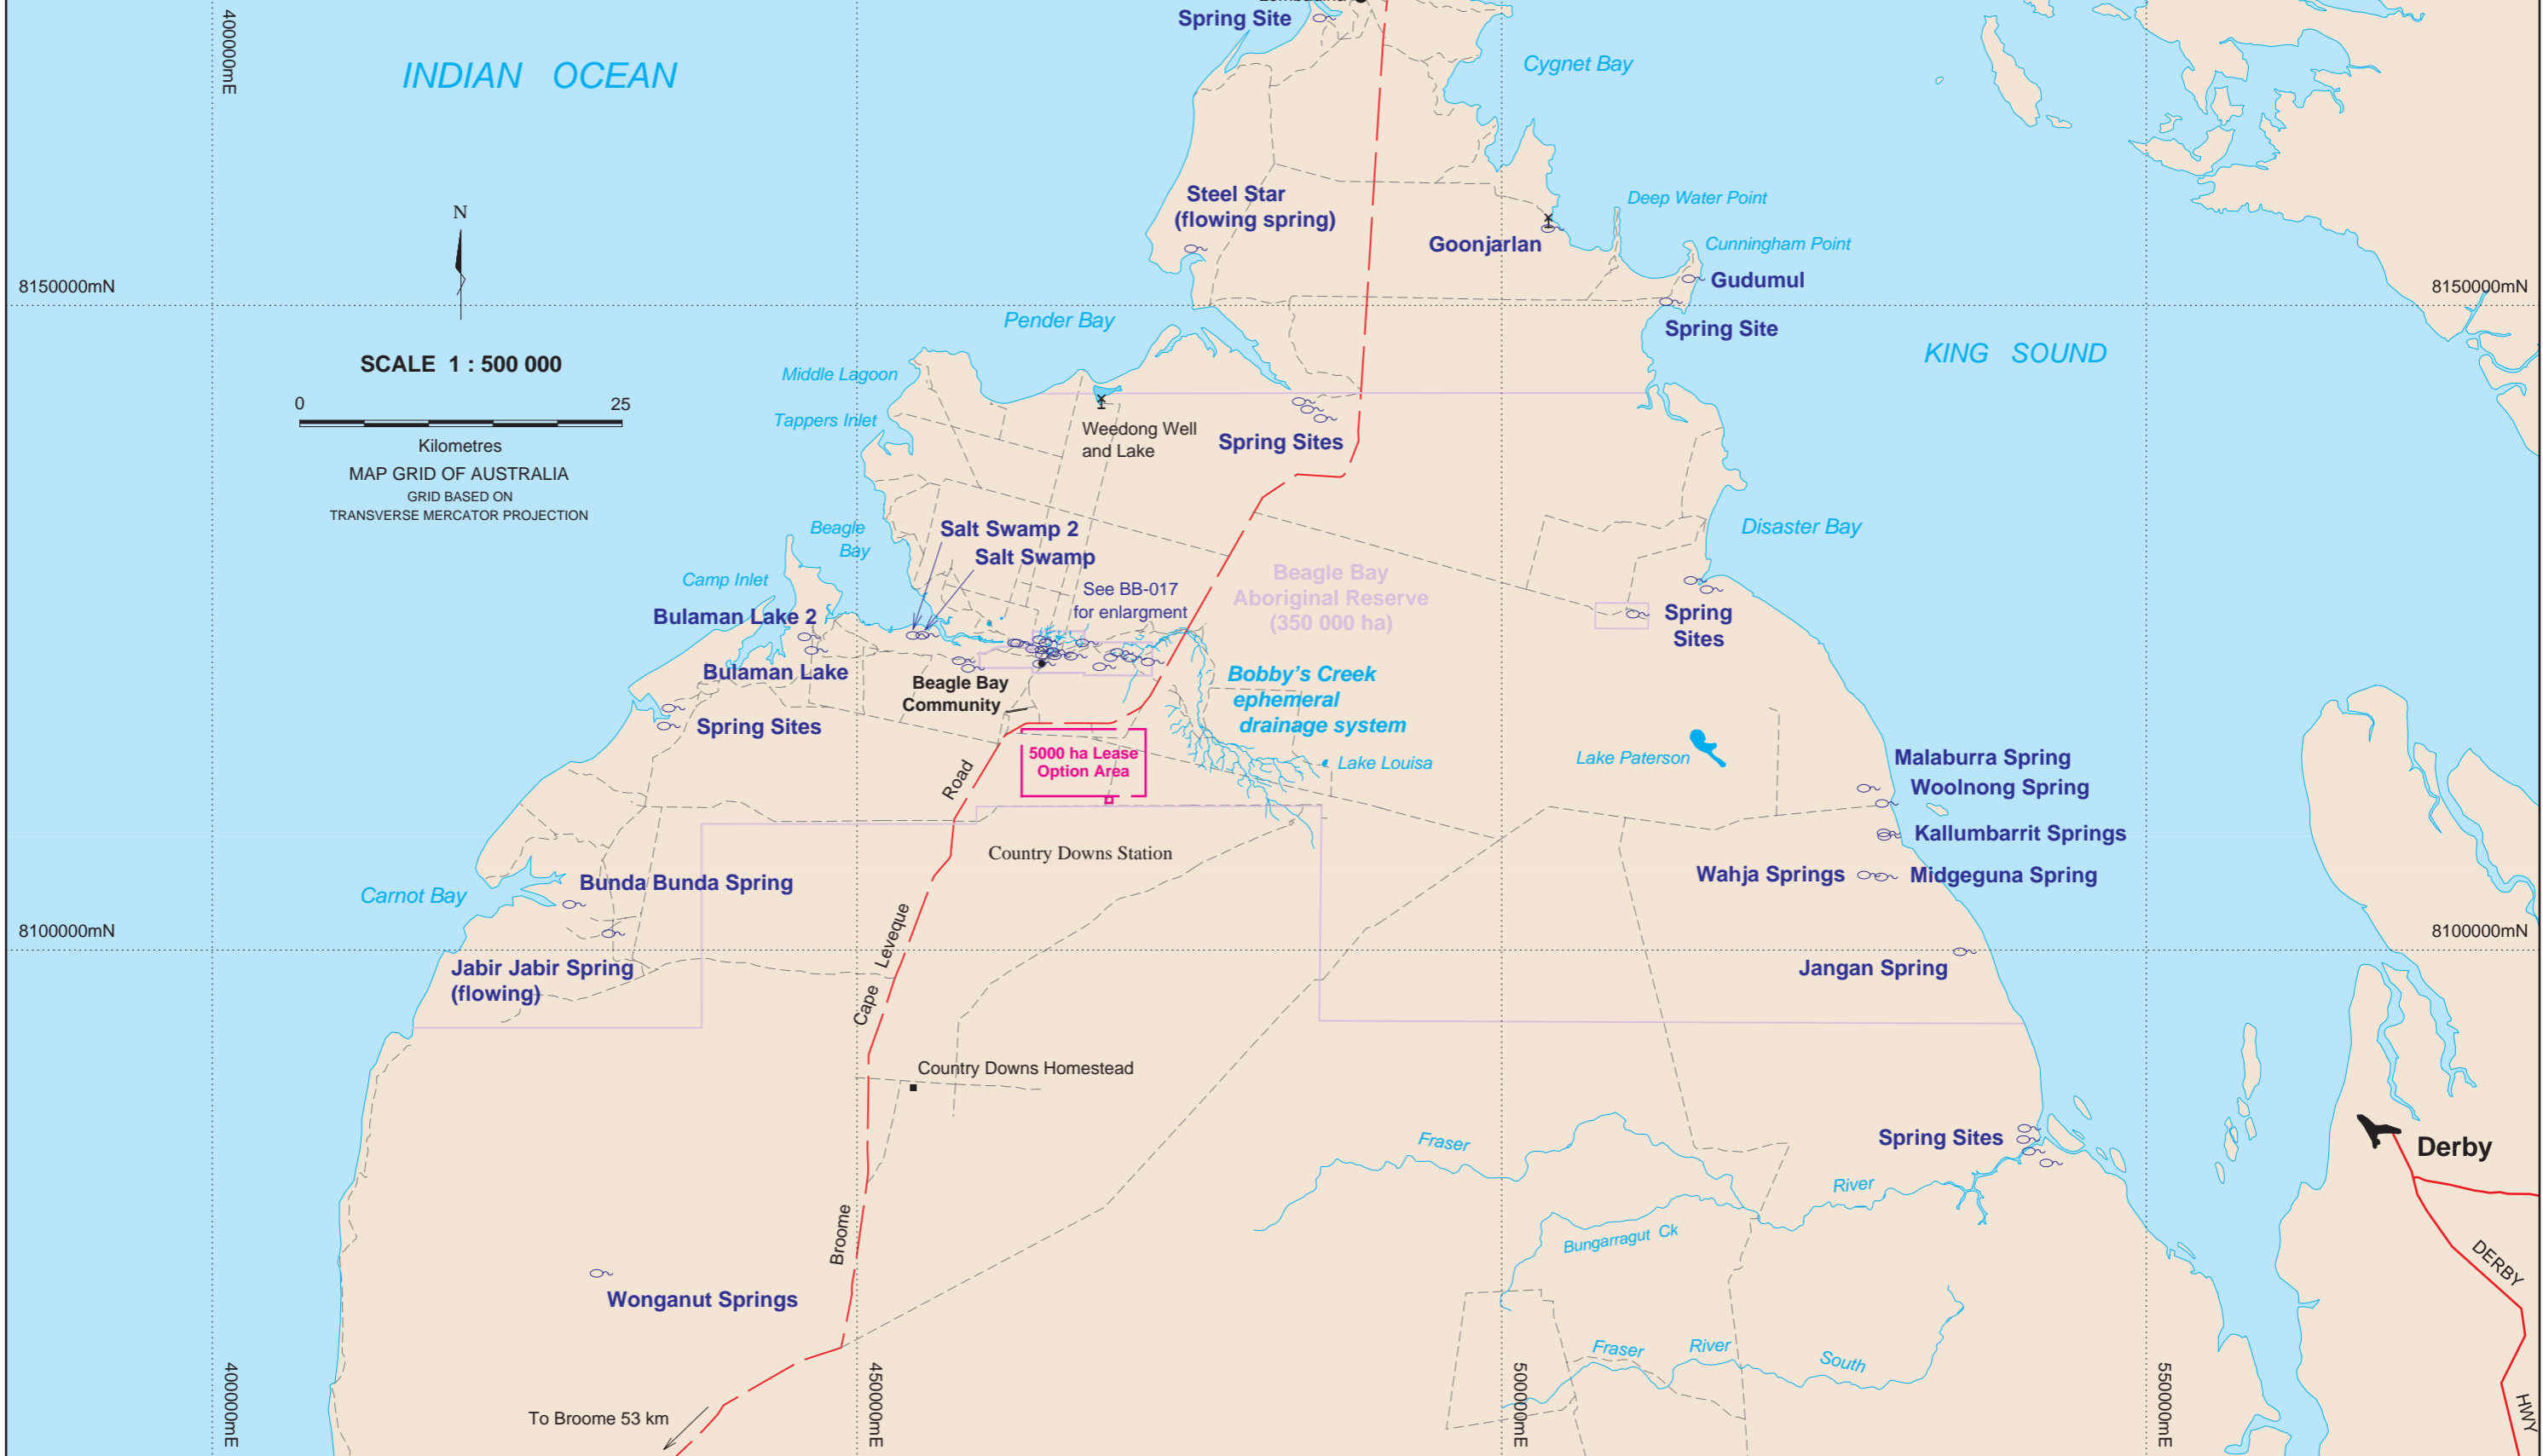 Spring Site
400000mE
INDIAN OCEAN
Cygnet Bay
N
Steel Star
(flowing spring)
Deep Water Point
Goonjarlan
Cunningham Point
Gudumul
8150000mN
8150000mN
Pender Bay
Spring Site
KING SOUND
SCALE 1 : 500 000
0
25
Kilometres
MAP GRID OF AUSTRALIA
GRID BASED ON
TRANSVERSE MERCATOR PROJECTION
Middle Lagoon
Tappers Inlet
Weedong Well
and Lake
Spring Sites
Beagle
Bay
Salt Swamp 2
Salt Swamp
Disaster Bay
Camp Inlet
See BB-017
for enlargment
Beagle Bay
Aboriginal Reserve
(350 000 ha)
Bulaman Lake 2
Spring
Sites
Bulaman Lake
Beagle Bay
Community
Bobby's Creek
ephemeral
drainage system
Spring Sites
5000 ha Lease
Option Area
Lake Louisa
Lake Paterson
Malaburra Spring
Woolnong Spring
Kallumbarrit Springs
Wahja Springs
Midgeguna Spring
Road
Country Downs Station
Carnot Bay
Bunda Bunda Spring
Leveque
8100000mN
8100000mN
Jabir Jabir Spring
(flowing)
Jangan Spring
Cape
Country Downs Homestead
Fraser
Spring Sites
Derby
River
Broome
Bungarragut Ck
DERBY
Wonganut Springs
Fraser
River
South
400000mE
450000mE
500000mE
550000mE
HWY
To Broome 53 km